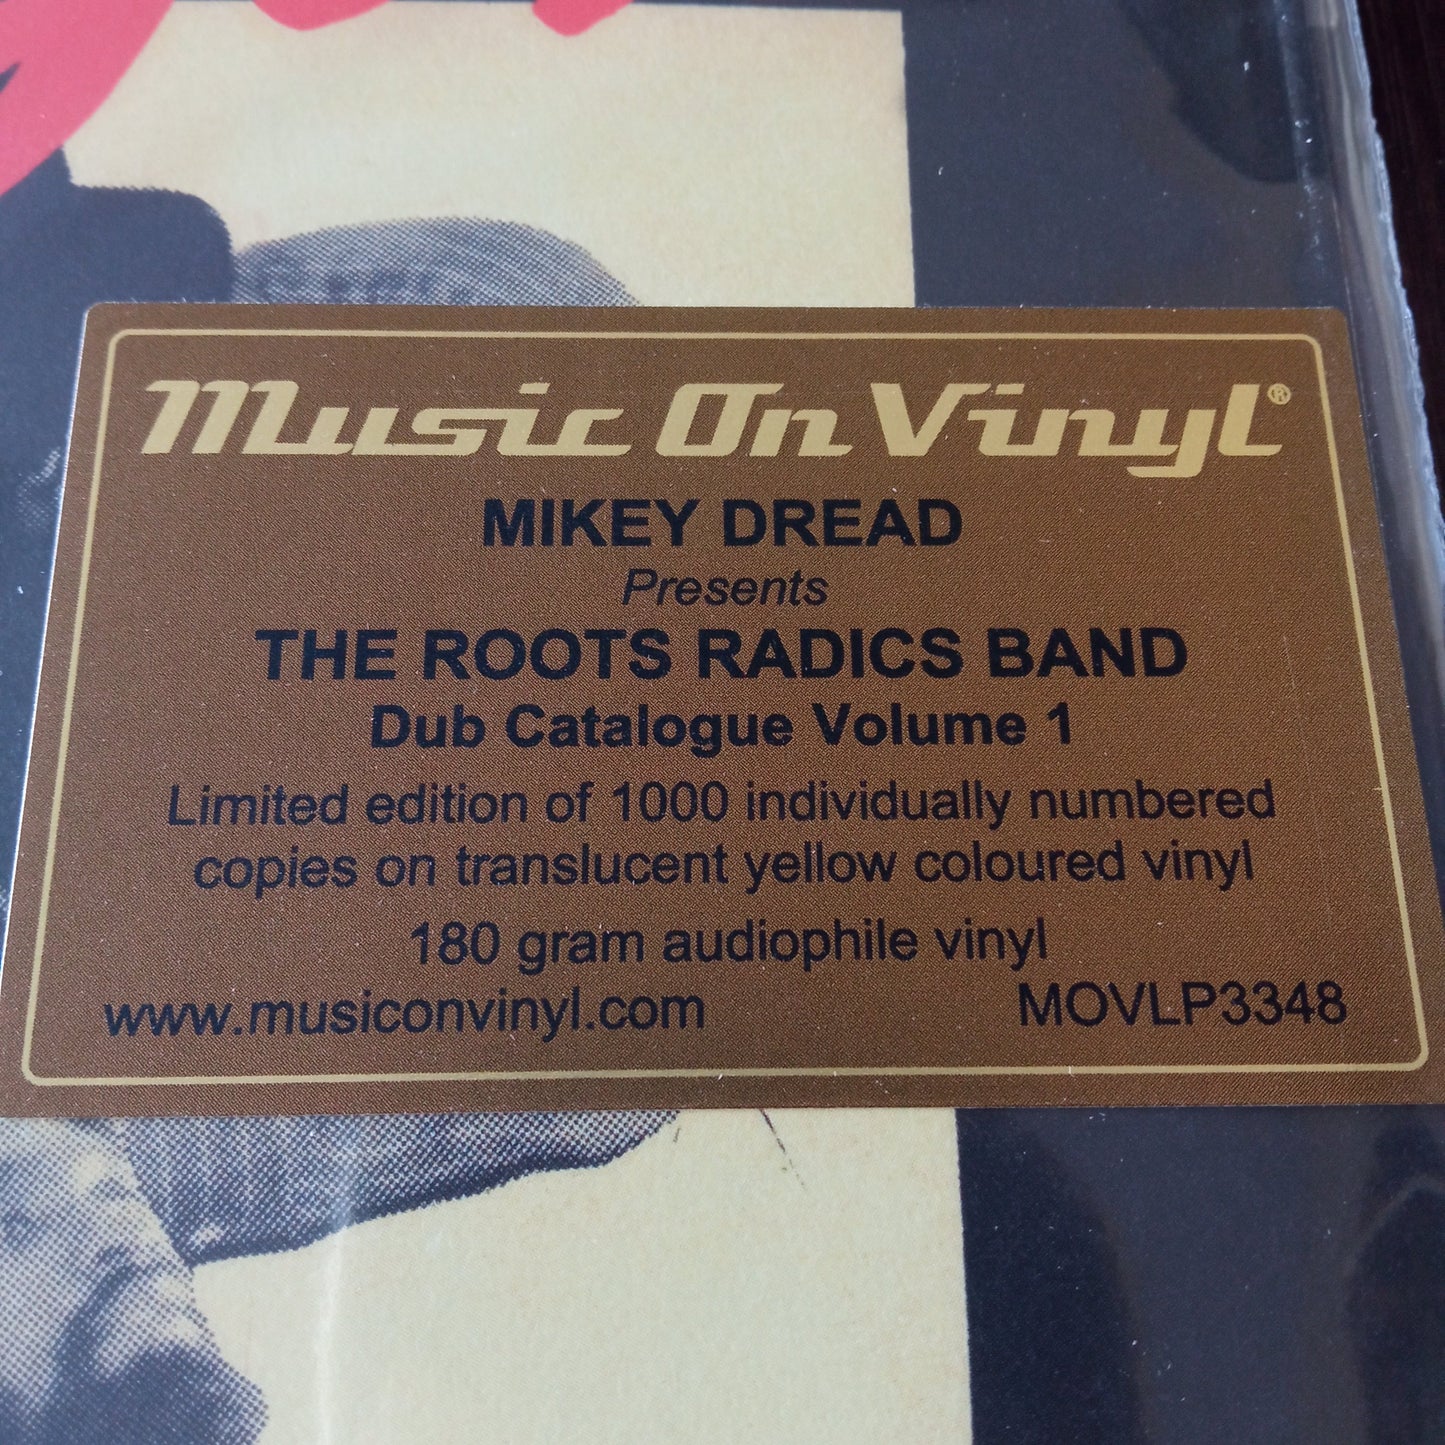 Music On Vinyl®
MIKEY DREAD
Presents
THE ROOTS RADICS BAND
Dub Catalogue Volume 1
Limited edition of 1000 individually numbered
copies on translucent yellow coloured vinyl
180 gram audiophile vinyl
www.musiconvinyl.com
MOVLP3348